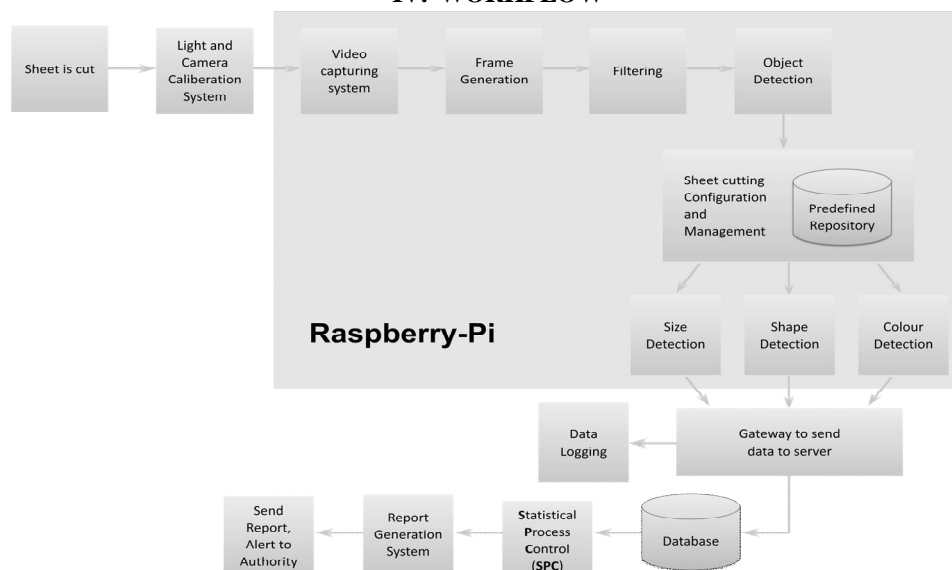 IV. WORKFLOW
Sheet is cut
Light and
Camera
Caliberation
System
Video
capturing
system
Frame
Generation
Filtering
Object
Detection
Sheet cutting
Configuration
and
Management
Predefined
Repository
Raspberry-Pi
Size
Detection
Shape
Detection
Colour
Detection
Gateway to send
data to server
Data
Logging
Database
Statistical
Process
Control
(SPC)
Report
Generation
System
Send
Report,
Alert to
Authority